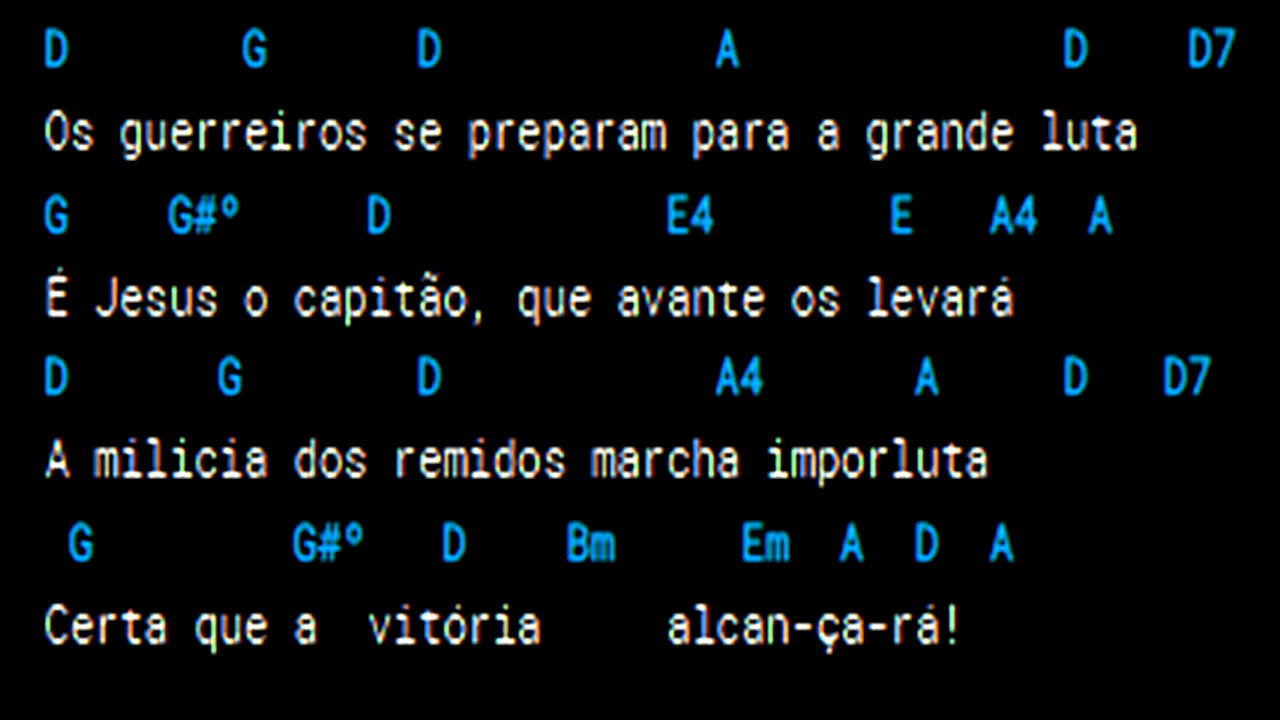 D       G      D           A             D    D7
Os guerreiros se preparam para a grande luta
G    G#º     D           E4       E   A4  A
É Jesus o capitão, que avante os levará
D      G       D           A4      A     D   D7
A milicia dos remidos marcha imporluta
 G        G#º   D    Bm     Em  A  D  A
Certa que a  vitória     alcan-ça-rá!